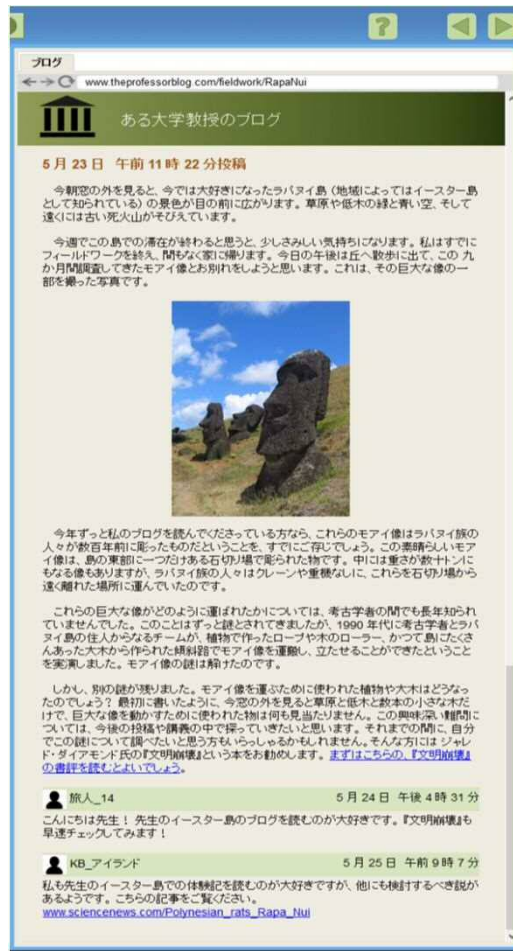 ?
ブログ
www.theprofessorblog.com/fieldwork/RapaNui
ある大学教授のブログ
5月23日 午前11時22分投稿
今朝窓の外を見ると、今では大好きになったラパヌイ島(地域によってはイースター島
として知られている)の景色が目の前に広がります。草原や低木の緑と青い空、そして
遠くには古い死火山がそびえています。
今週でこの島での滞在が終わると思うと、少しさみしい気持ちになります。私はすでに
フィールドワークを終え、間もなく家に帰ります。今日の午後は丘へ散歩に出て、この 九
か月間調査してきたモアイ像とお別れをしようと思います。これは、その巨大な像の一
部を撮った写真です。
今年ずっと私のブログを読んでくださっている方なら、これらのモアイ像はラパヌイ族の
人々が数百年前に彫ったものだということを、すでにご存じでしょう。この素晴らしいモア
イ像は、島の東部に一つだけある石切り場で彫られた物です。中には重さが数十トンに
もなる像もありますが、ラパヌイ族の人々はクレーンや重機なしに、これらを石切り場から
遠く離れた場所に運んでいたのです。
これらの巨大な像がどのように運ばれたかについては、考古学者の間でも長年知られ
ていませんでした。このことはずっと謎とされてきましたが、1990 年代に考古学者とラパ
ヌイ島の住人からなるチームが、植物で作ったロープや木のローラー、かつて島にたくさ
んあった大木から作られた傾斜路でモアイ像を運搬し、立たせることができたということ
を実演しました。モアイ像の謎は解けたのです。
しかし、別の謎が残りました。モアイ像を運ぶために使われた植物や大木はどうなっ
たのでしょう?最初に書いたように、今窓の外を見ると草原と低木と数本の小さな木だ
けで、巨大な像を動かすために使われた物は何も見当たりません。この興味深い難問に
ついては、今後の投稿や講義の中で探っていきたいと思います。それまでの間に、自分
でこの謎について調べたいと思う方もいらっしゃるかもしれません。そんな方には ジャレ
ド・ダイアモンド氏の『文明崩壊』という本をお勧めします。まずはこちらの、『文明崩壊』
の書評を読むとよいでしょう。
旅人_14 5月24日 午後4時31分
こんにちは先生! 先生のイースター島のブログを読むのが大好きです。『文明崩壊』も
早速チェックしてみます!
KB_アイランド 5月25日 午前9時7分
私も先生のイースター島での体験記を読むのが大好きですが、他にも検討するべき説が
あるようです。こちらの記事をご覧ください。
www.sciencenews.com/Polynesian_rats_Rapa_Nui